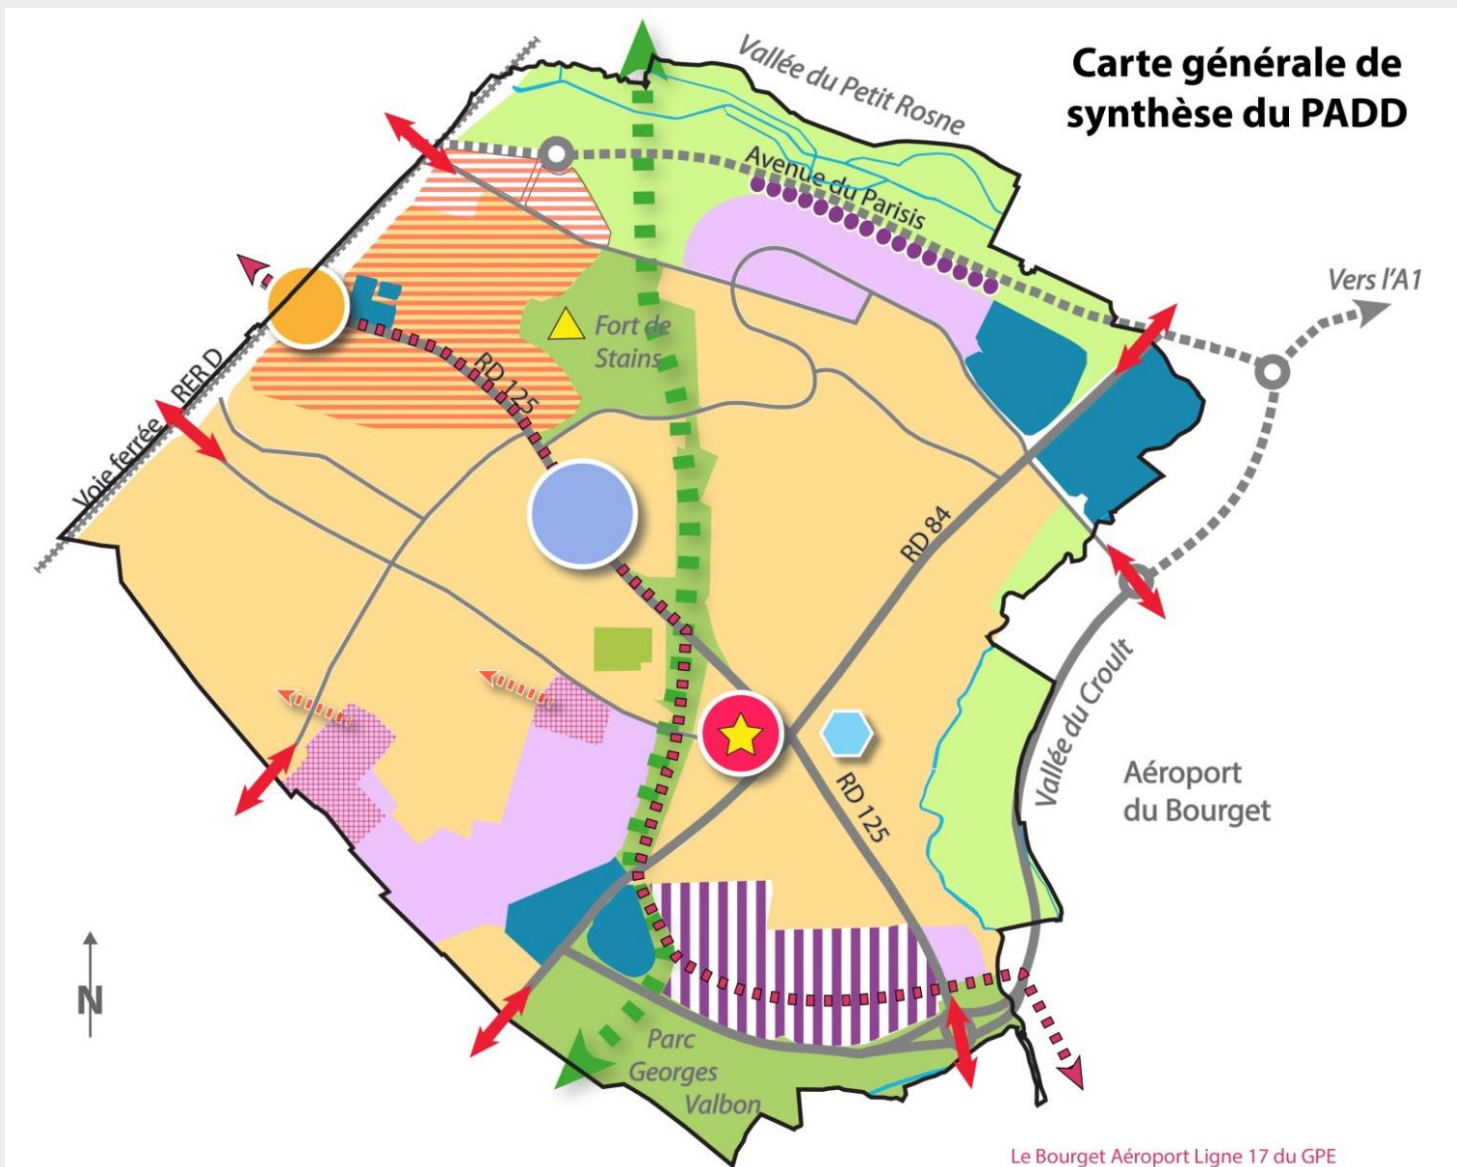 Carte générale de
synthèse du PADD
Vallée du Petit Rosne
Avenue du Parisis
Vers l'A1
Fort de
Stains
RD 125
Voie ferrée RER D
RD 84
Vallée du Croult
Aéroport
du Bourget
RD 125
N
Parc
Georges
Valbon
Le Bourget Aéroport Ligne 17 du GPE